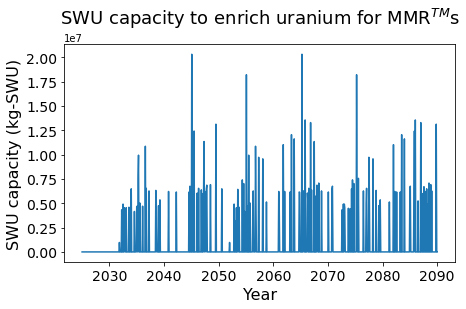 SWU capacity to enrich uranium for MMR^{TM}s
1e7
2.00
1.75
1.50
1.25
1.00
0.75
0.50
0.25
0.00
SWU capacity (kg-SWU)
2030 2040 2050 2060 2070 2080 2090
Year